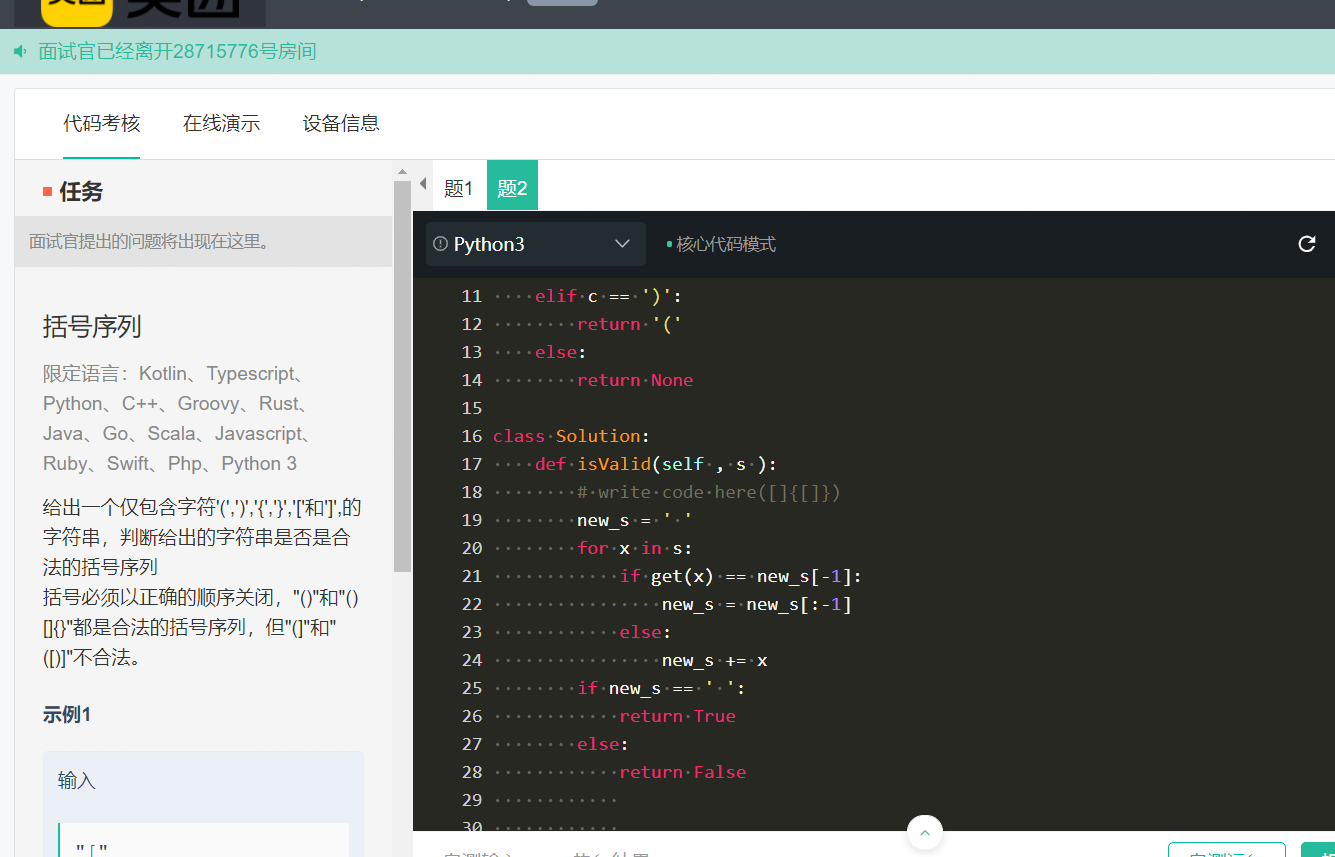 面试官已经离开28715776号房间
代码考核 在线演示 设备信息
任务
面试官提出的问题将出现在这里。
括号序列
限定语言：Kotlin、Typescript、
Python、C++、Groovy、Rust、
Java、Go、Scala、Javascript、
Ruby、Swift、Php、Python 3
给出一个仅包含字符'(',')','{','}','['和']',的
字符串，判断给出的字符串是否是合
法的括号序列
括号必须以正确的顺序关闭，"()"和"()
[]{}"都是合法的括号序列，但"(]"和"
([)]"不合法。
示例1
输入
"["
题1 题2
Python3 核心代码模式
11 elif c == ')':
12 return '('
13 else:
14 return None
15
16 class Solution:
17 def isValid(self , s ):
18 # write code here([]{[]})
19 new_s = ' '
20 for x in s:
21 if get(x) == new_s[-1]:
22 new_s = new_s[:-1]
23 else:
24 new_s += x
25 if new_s == ' ':
26 return True
27 else:
28 return False
29
30